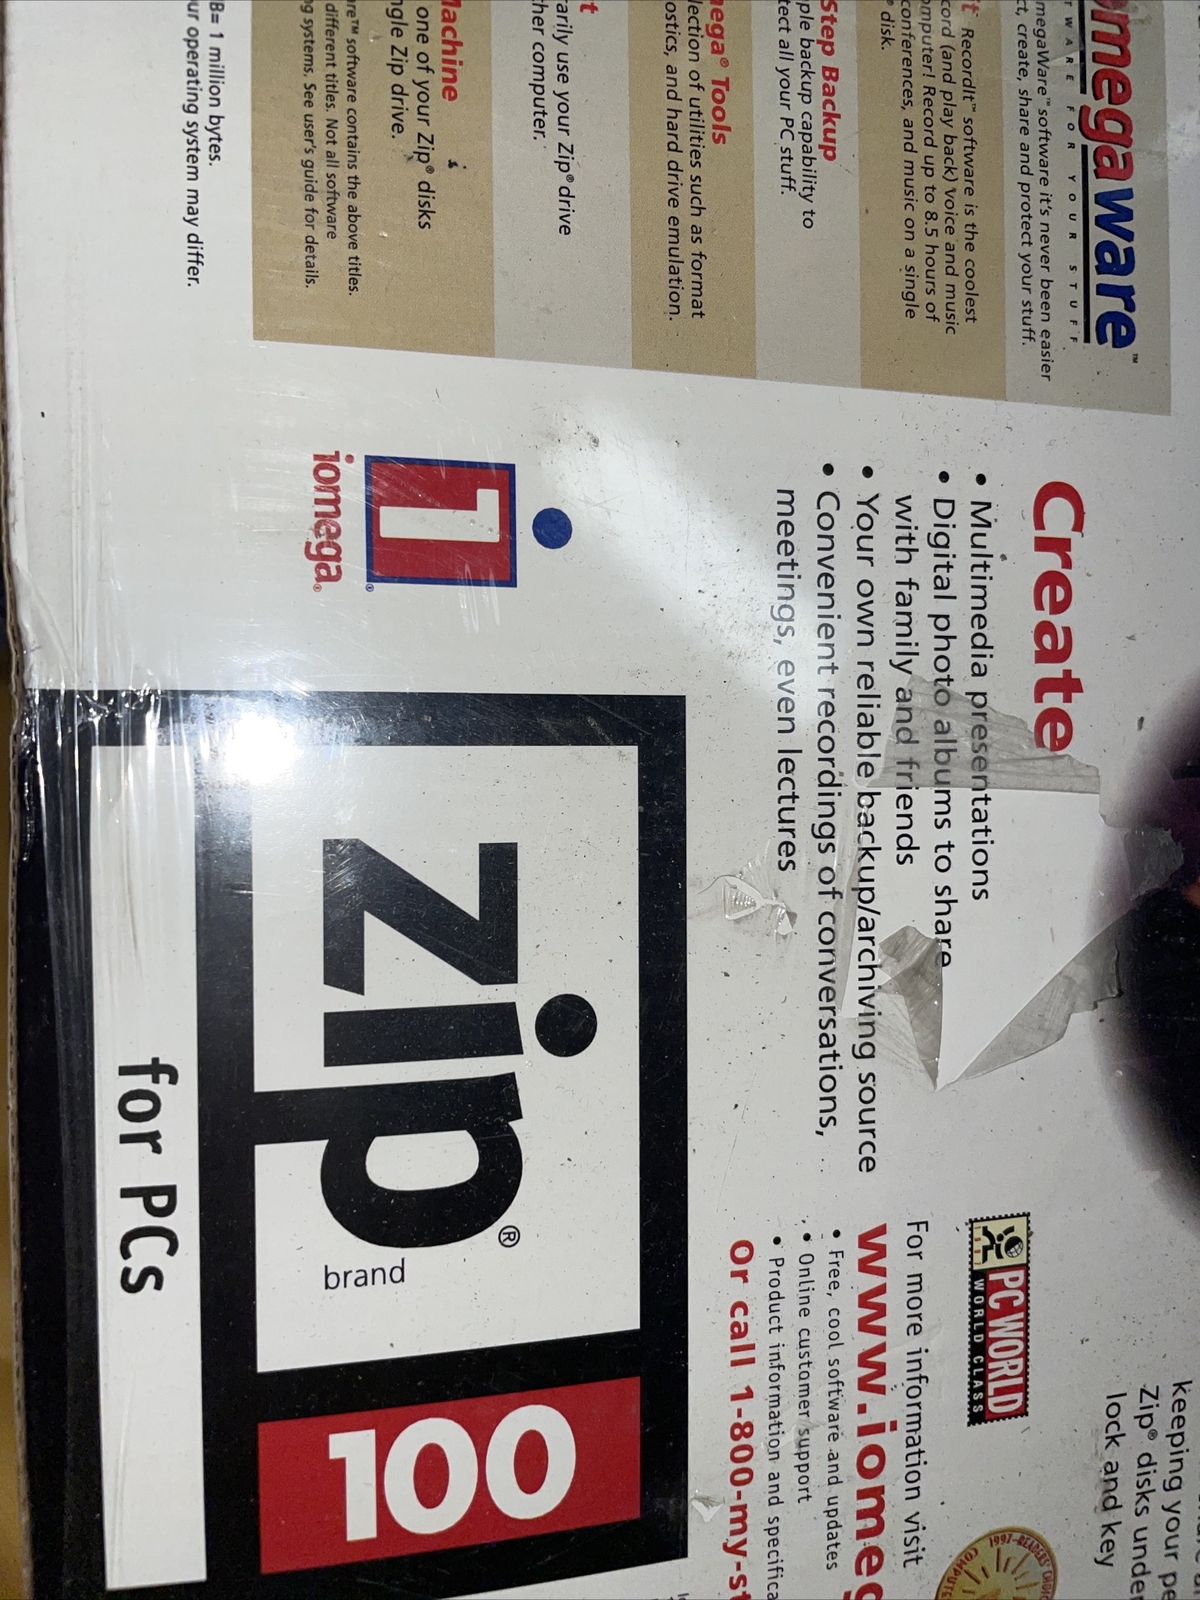 omegaware™
TWARE FOR YOUR STUFF.
megaWare™ software it's never been easier
ct, create, share and protect your stuff.
t RecordIt™ software is the coolest
cord (and play back) voice and music
omputer! Record up to 8.5 hours of
conferences, and music on a single
® disk.
Step Backup
ple backup capability to
tect all your PC stuff.
mega® Tools
lection of utilities such as format
ostics, and hard drive emulation.
t
rarily use your Zip® drive
her computer.
Machine
one of your Zip® disks
ngle Zip drive.
are™ software contains the above titles.
different titles. Not all software
ng systems. See user's guide for details.
B= 1 million bytes.
ur operating system may differ.
Create
• Multimedia presentations
• Digital photo albums to share
with family and friends
• Your own reliable backup/archiving source
• Convenient recordings of conversations,
meetings, even lectures
iomega®
keeping your pe
Zip® disks under
lock and key
PC WORLD
WORLD CLASS
1997-READERS' CHOICE
For more information visit
www.iomeg
• Free, cool software and updates
• Online customer support
• Product information and specifica
Or call 1-800-my-st
zip®
brand
100
for PCs